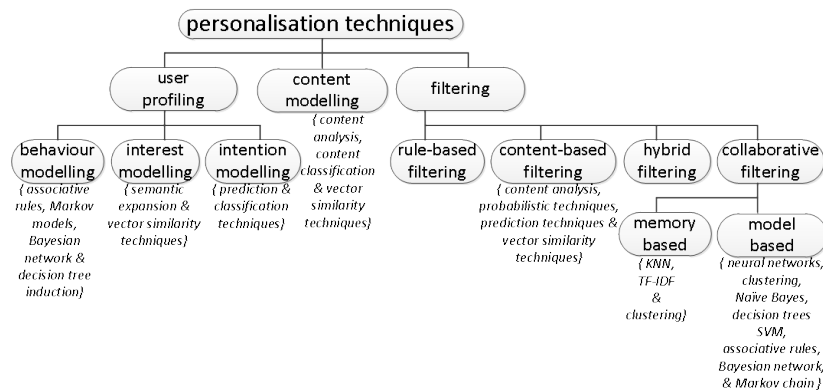 personalisation techniques
user
profiling
content
modelling
filtering
{ content
analysis,
content
classification
& vector
similarity
techniques}
behaviour
modelling
interest
modelling
intention
modelling
rule-based
filtering
content-based
filtering
hybrid
filtering
collaborative
filtering
{ associative
rules, Markov
models,
Bayesian
network &
decision tree
induction}
{ semantic
expansion &
vector similarity
techniques}
{ prediction &
classification
techniques}
{ content analysis,
probabilistic techniques,
prediction techniques &
vector similarity
techniques}
memory
based
model
based
{ KNN,
TF-IDF
&
clustering}
{ neural networks,
clustering,
Naïve Bayes,
decision trees
SVM,
associative rules,
Bayesian network,
& Markov chain }